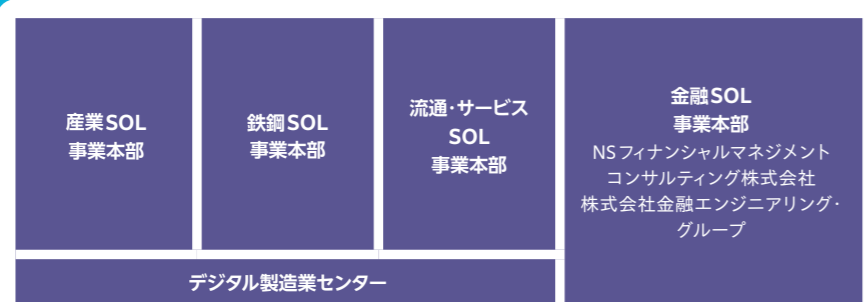 産業SOL
事業本部
鉄鋼SOL
事業本部
流通・サービス
SOL
事業本部
金融SOL
事業本部
NSフィナンシャルマネジメント
コンサルティング株式会社
株式会社金融エンジニアリング・
グループ
デジタル製造業センター